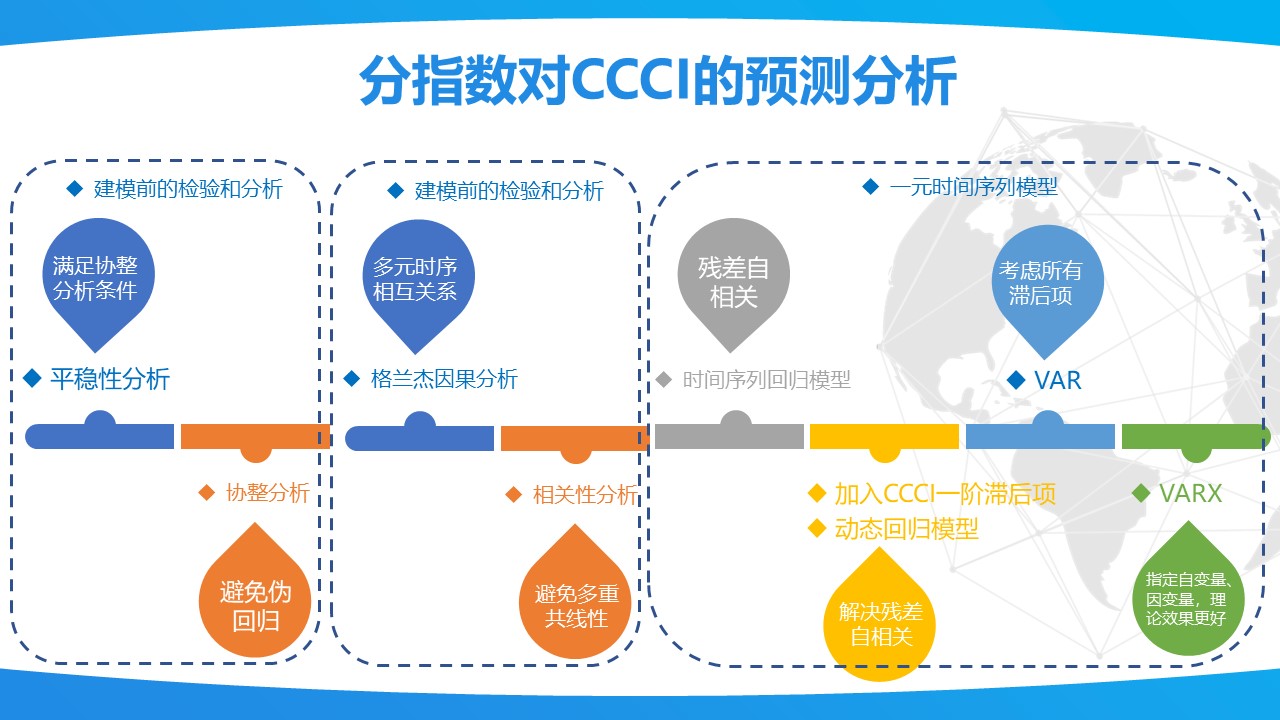 分指数对CCCI的预测分析
◆ 建模前的检验和分析
满足协整
分析条件
◆ 平稳性分析
◆ 协整分析
避免伪
回归
◆ 建模前的检验和分析
多元时序
相互关系
◆ 格兰杰因果分析
◆ 相关性分析
避免多重
共线性
◆ 一元时间序列模型
残差自
相关
◆ 时间序列回归模型
◆ 加入CCCI一阶滞后项
◆ 动态回归模型
解决残差
自相关
考虑所有
滞后项
◆ VAR
◆ VARX
指定自变量、
因变量，理
论效果更好